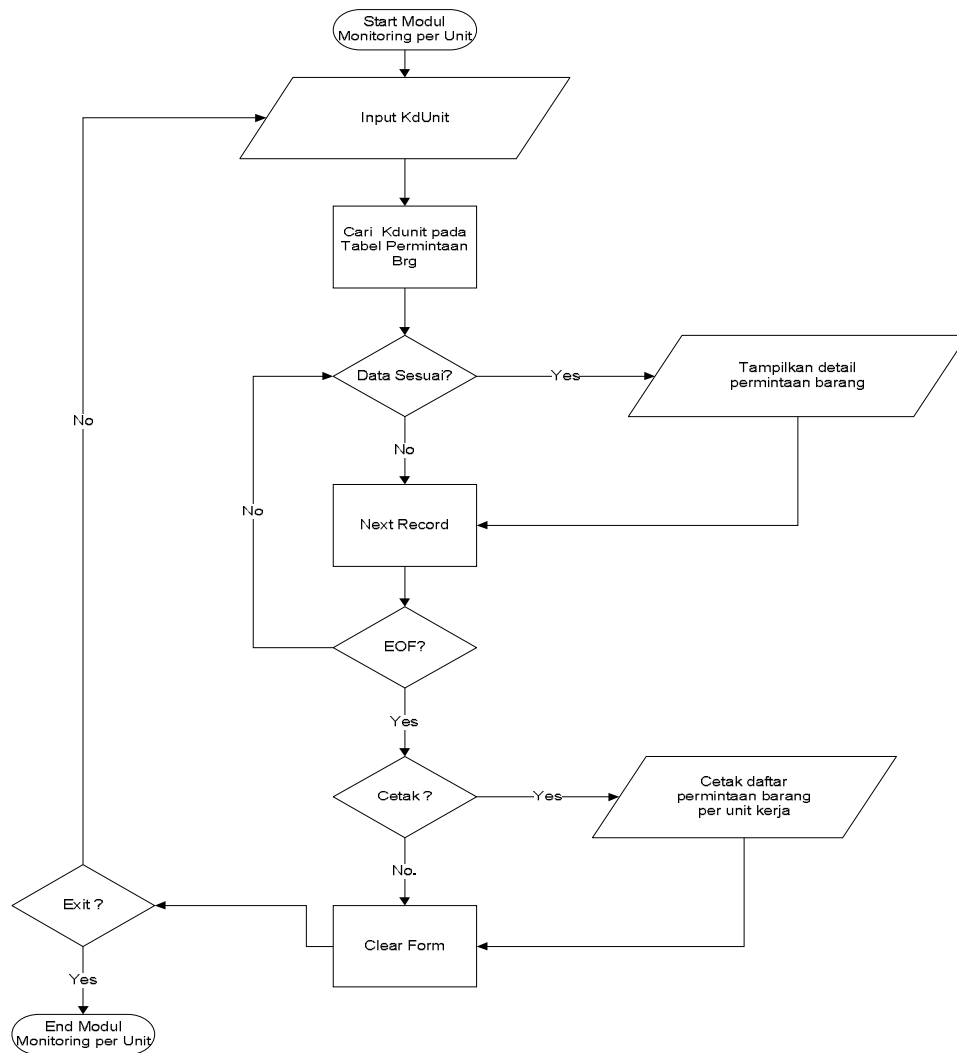 Start Modul
Monitoring per Unit
Input KdUnit
Cari Kdunit pada
Tabel Permintaan
Brg
Data Sesuai?
Yes
Tampilkan detail
permintaan barang
No
No
No
Next Record
EOF?
Yes
Cetak ?
Yes
Cetak daftar
permintaan barang
per unit kerja
No.
Exit ?
Clear Form
Yes
End Modul
Monitoring per Unit